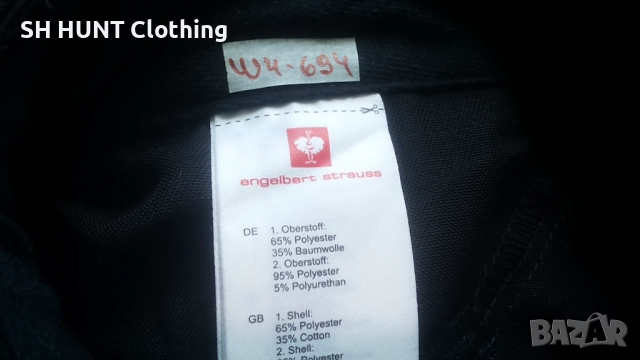 SH HUNT Clothing
WH-694
engelbert strauss
DE 1. Oberstoff:
65% Polyester
35% Baumwolle
2. Oberstoff:
95% Polyester
5% Polyurethan
GB 1. Shell:
65% Polyester
35% Cotton
2. Shell:
BAZAR